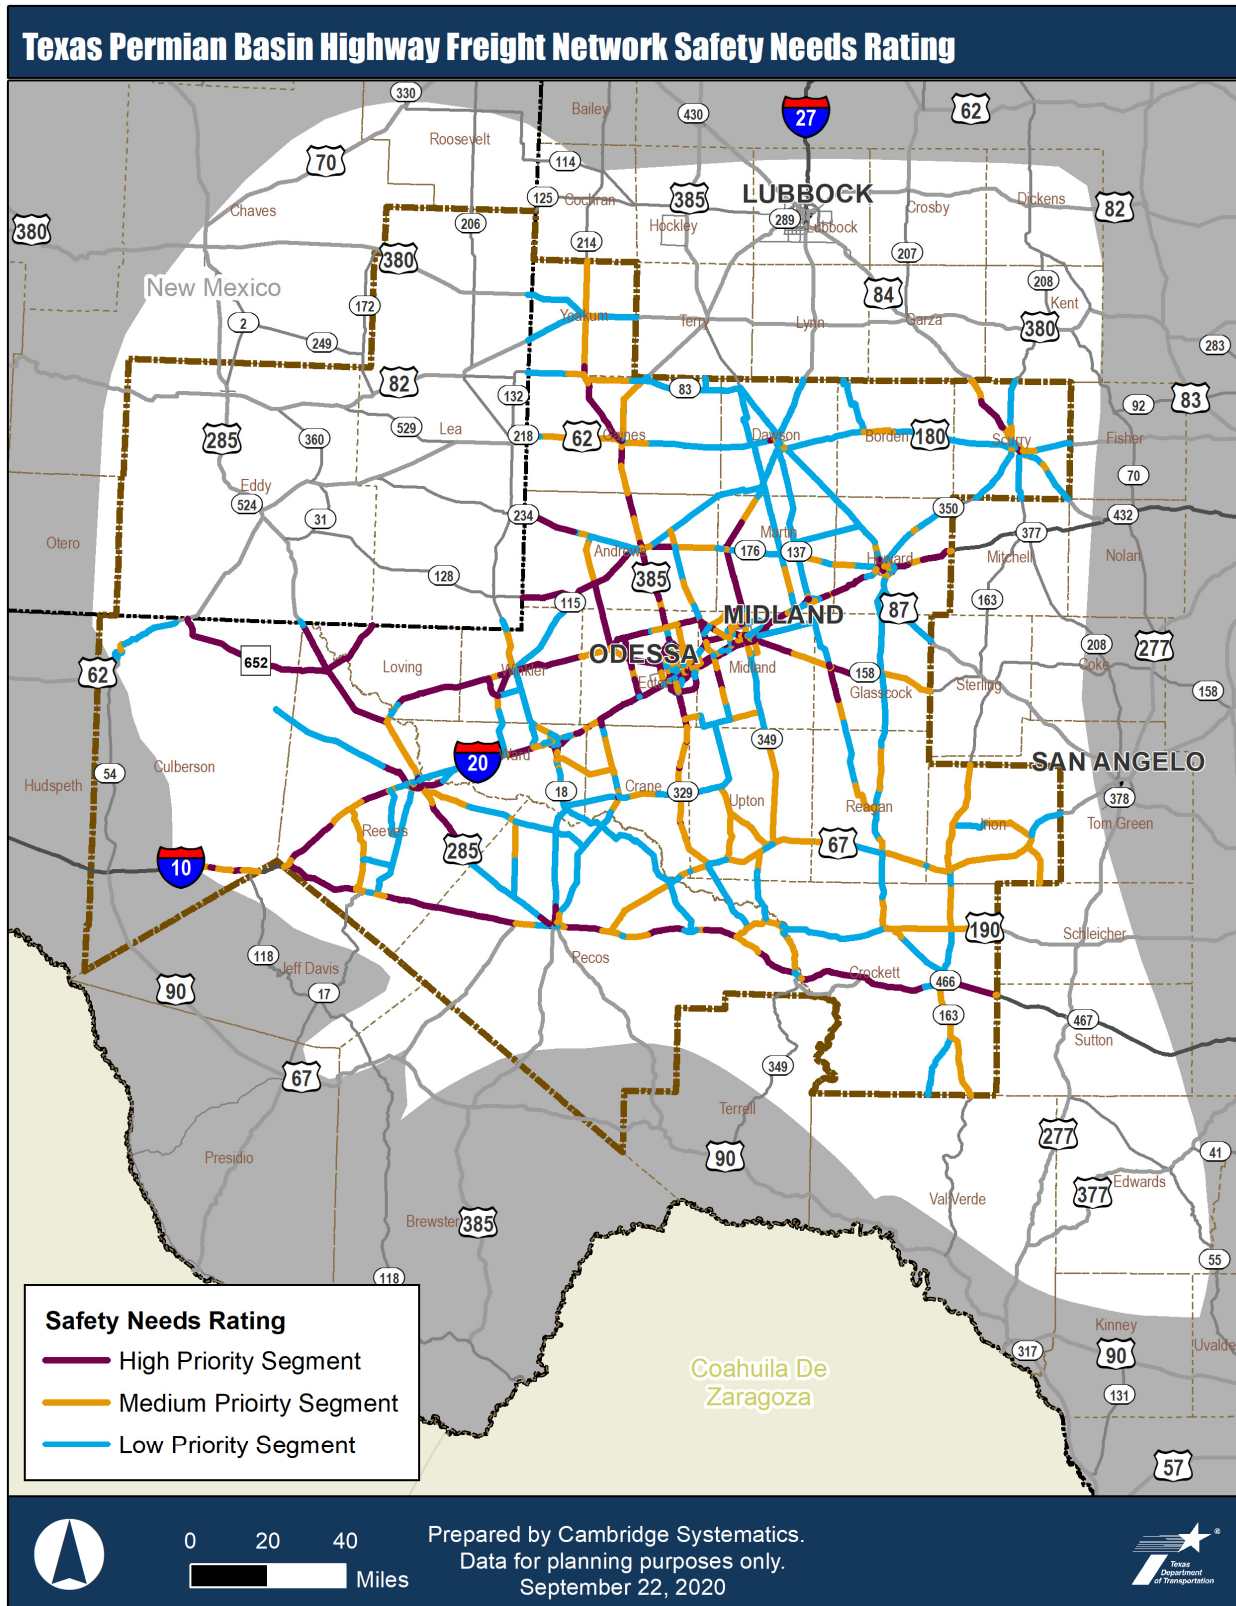 Texas Permian Basin Highway Freight Network Safety Needs Rating
330
Bailey
430
27
62
Roosevelt
70
114
125
Cochran
385
LUBBOCK
Dickens
82
Chaves
206
Hockley
289
Lubbock
Crosby
380
214
207
380
New Mexico
172
84
208
Kent
2
Yoakum
Terry
Lynn
Garza
380
249
283
82
132
83
92
83
285
360
529
Lea
218
62
Gaines
Dawson
Borden
180
Scurry
Fisher
70
Eddy
524
31
234
350
432
Otero
Andrews
Martin
176
137
Howard
377
Mitchell
Nolan
128
385
115
87
163
MIDLAND
652
Loving
ODESSA
208
277
62
Winkler
Ector
Midland
158
Glasscock
Sterling
Coke
158
349
20
Ward
SAN ANGELO
Hudspeth
54
Culberson
18
Crane
329
Upton
Reagan
378
Reeves
285
67
Irion
Tom Green
10
190
Schleicher
118
Jeff Davis
Pecos
Crockett
90
17
466
163
467
Sutton
67
349
Terrell
277
90
41
Presidio
Val Verde
377
Edwards
Brewster
385
55
118
Safety Needs Rating
High Priority Segment
Medium Prioirty Segment
Low Priority Segment
Coahuila De
Zaragoza
Kinney
317
90
Uvalde
131
57
0 20 40
Miles
Prepared by Cambridge Systematics.
Data for planning purposes only.
September 22, 2020
®
Texas
Department
of Transportation